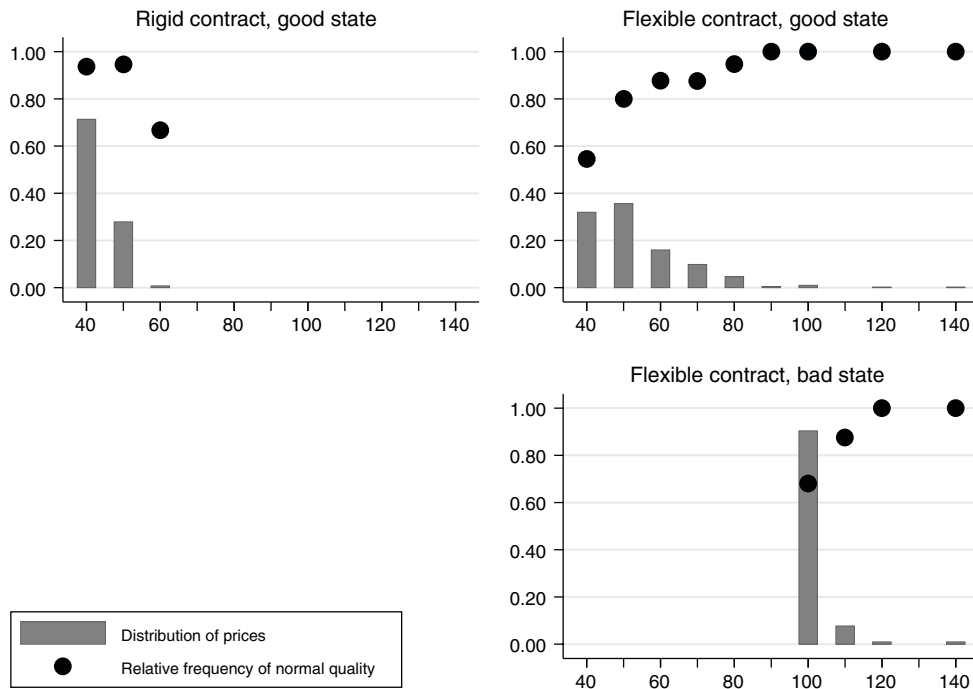 Rigid contract, good state
1.00
0.80
0.60
0.40
0.20
0.00
40 60 80 100 120 140
Flexible contract, good state
1.00
0.80
0.60
0.40
0.20
0.00
40 60 80 100 120 140
Flexible contract, bad state
1.00
0.80
0.60
0.40
0.20
0.00
40 60 80 100 120 140
Distribution of prices
Relative frequency of normal quality